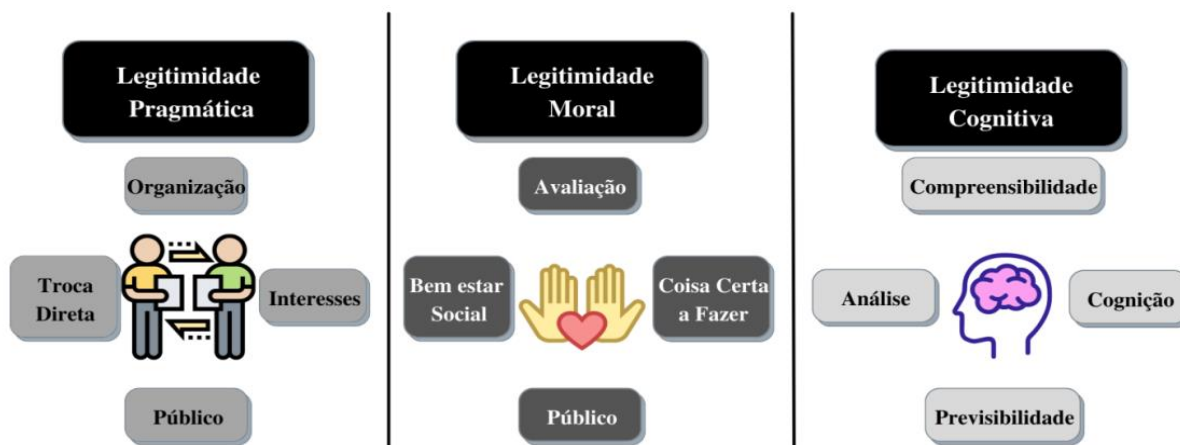 Legitimidade
Pragmática
Organização
Troca
Direta
Interesses
Público
Legitimidade
Moral
Avaliação
Bem estar
Social
Coisa Certa
a Fazer
Público
Legitimidade
Cognitiva
Compreensibilidade
Análise
Cognição
Previsibilidade